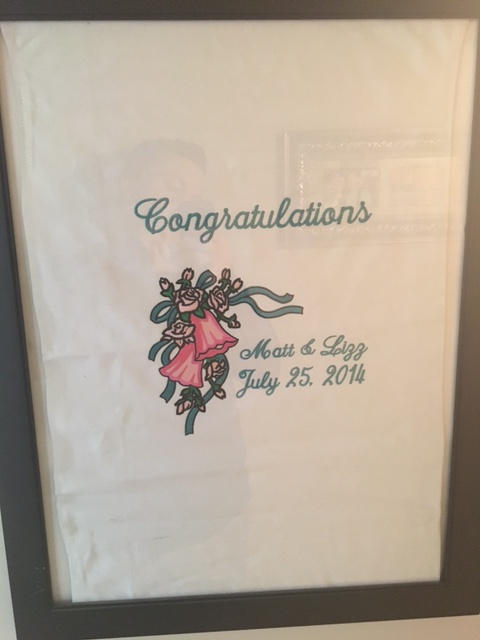 Congratulations
Matt & Lizz
July 25, 2014